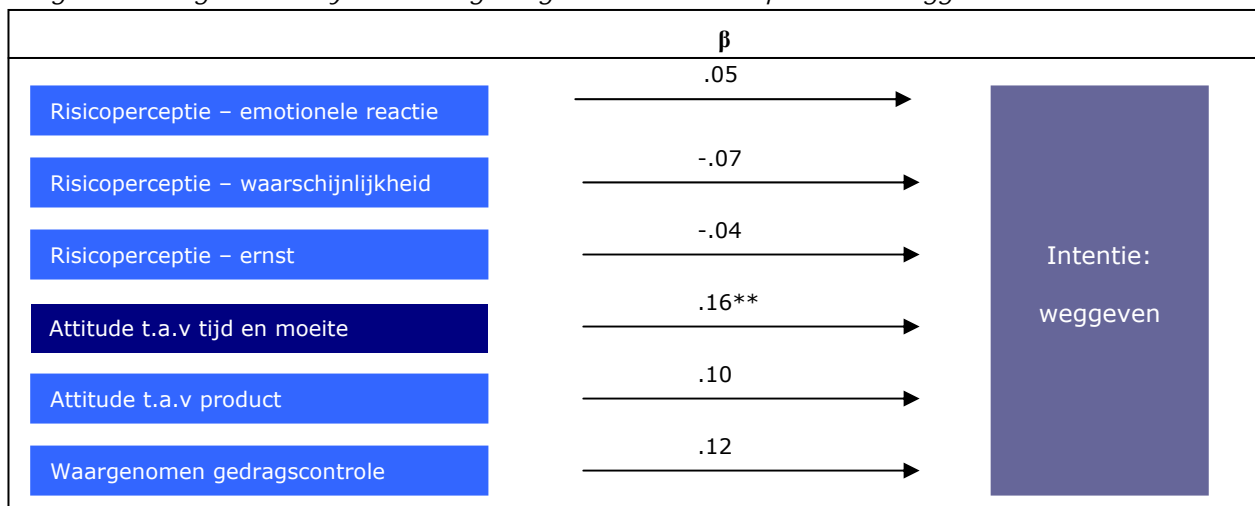 β
Risicoperceptie – emotionele reactie
.05
Risicoperceptie – waarschijnlijkheid
-.07
Risicoperceptie – ernst
-.04
Attitude t.a.v tijd en moeite
.16**
Attitude t.a.v product
.10
Waargenomen gedragscontrole
.12
Intentie:
weggeven